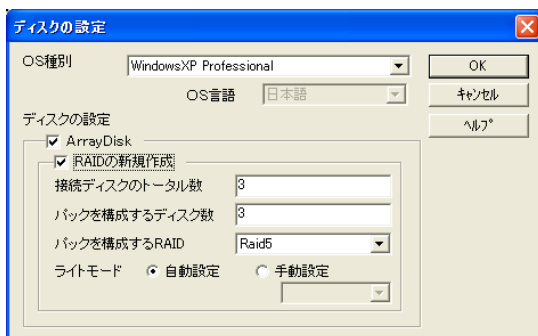 ディスクの設定
OS種別 WindowsXP Professional OK
OS言語 日本語 キャンセル
ディスクの設定 ヘルプ
ArrayDisk
RAIDの新規作成
接続ディスクのトータル数 3
パックを構成するディスク数 3
パックを構成するRAID Raid5
ライトモード 自動設定 手動設定